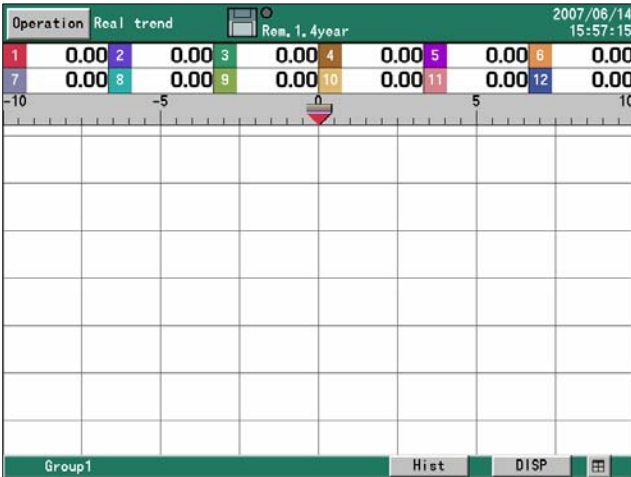 Operation Real trend Rem.1.4year 2007/06/14
15:57:15
1 0.00 2 0.00 3 0.00 4 0.00 5 0.00 6 0.00
7 0.00 8 0.00 9 0.00 10 0.00 11 0.00 12 0.00
-10 -5 0 5 10
Group1 Hist DISP